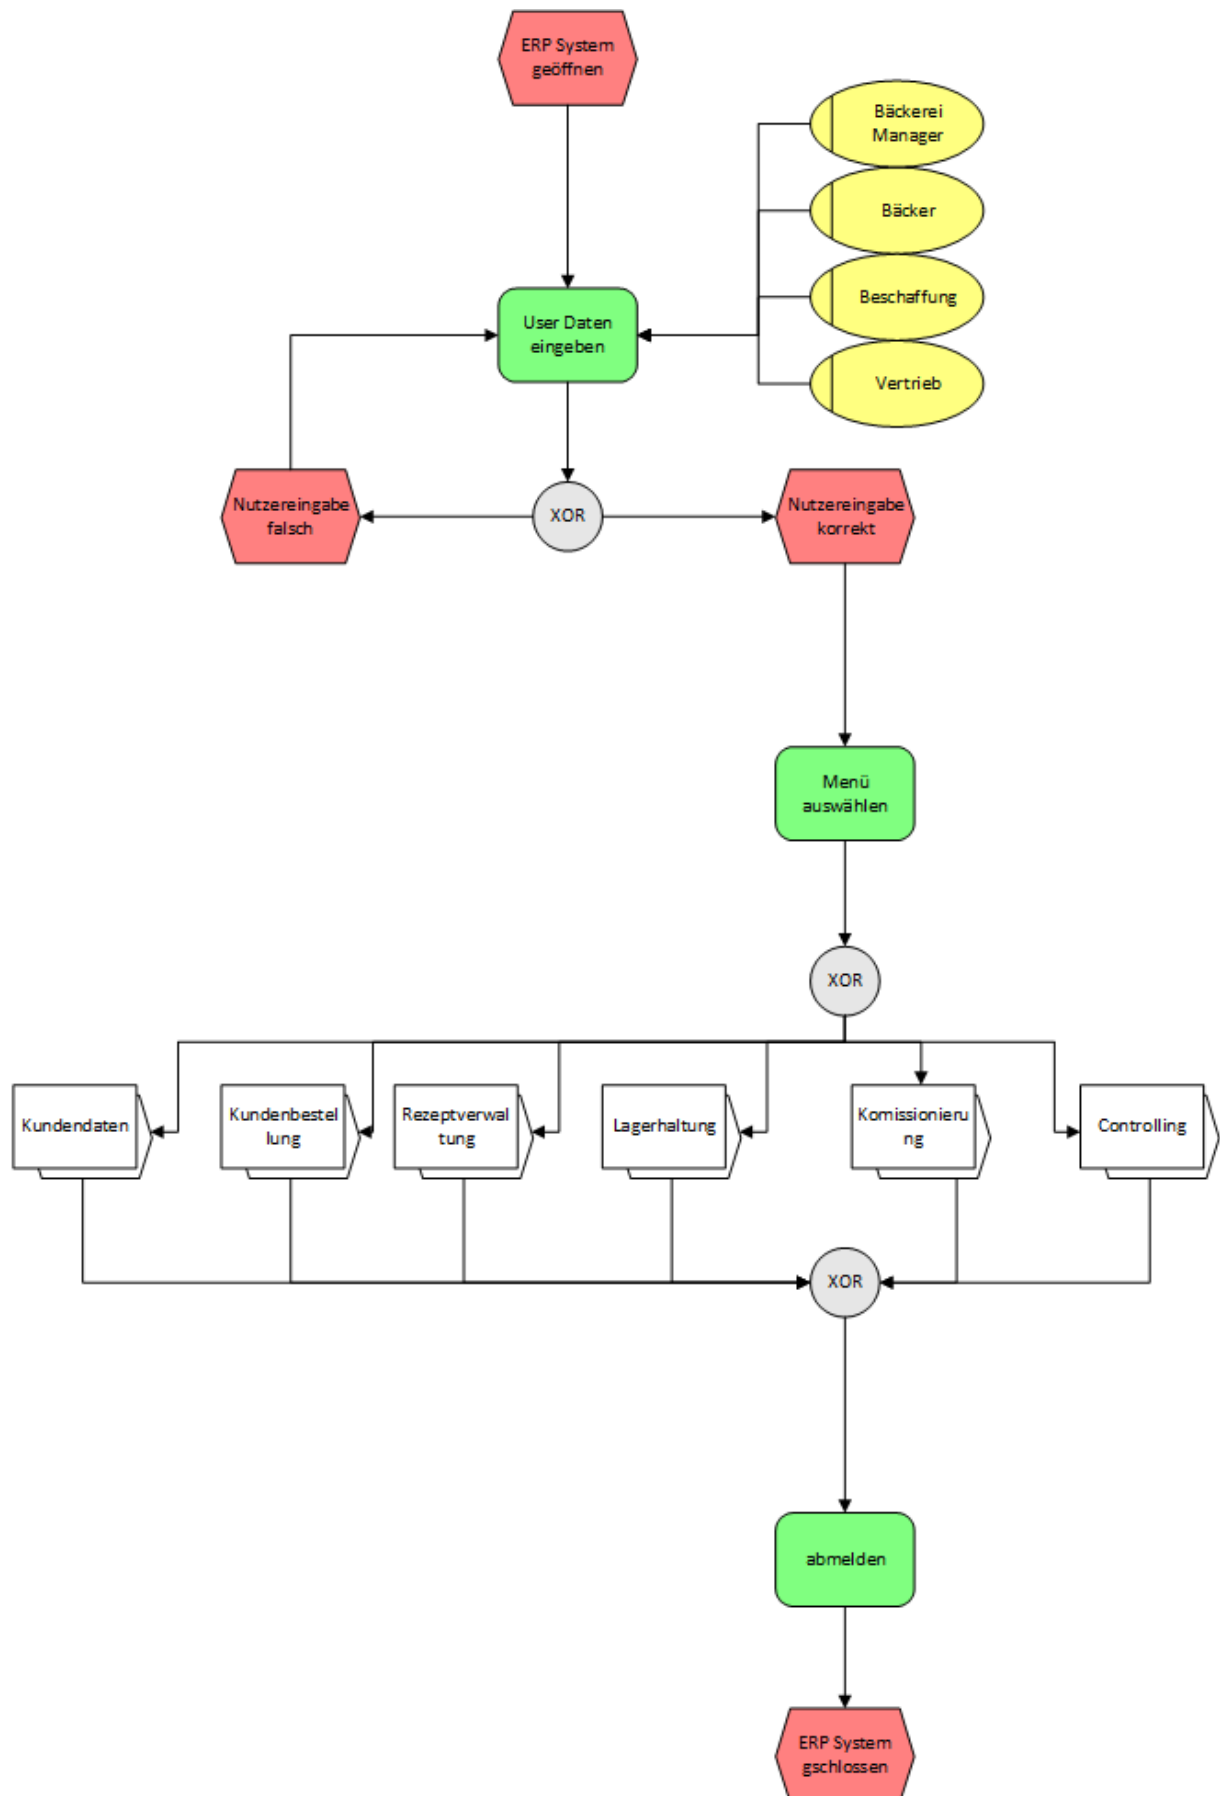 ERP System
geöffnen
Bäckerei
Manager
Bäcker
Beschaffung
Vertrieb
User Daten
eingeben
Nutzereingabe
falsch
XOR
Nutzereingabe
korrekt
Menü
auswählen
XOR
Kundendaten
Kundenbestel
lung
Rezeptverwal
tung
Lagerhaltung
Komissionieru
ng
Controlling
XOR
abmelden
ERP System
gschlossen